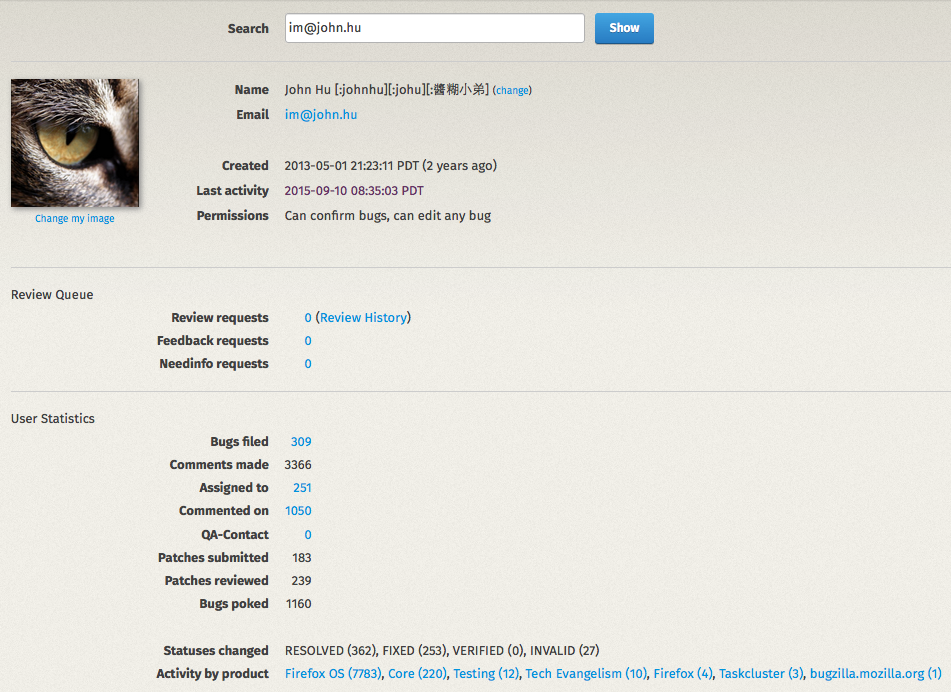 Search im@john.hu Show
Name John Hu [:johnhu][:johu][:醬糊小弟] (change)
Email im@john.hu
Created 2013-05-01 21:23:11 PDT (2 years ago)
Last activity 2015-09-10 08:35:03 PDT
Change my image
Permissions Can confirm bugs, can edit any bug
Review Queue
Review requests 0 (Review History)
Feedback requests 0
Needinfo requests 0
User Statistics
Bugs filed 309
Comments made 3366
Assigned to 251
Commented on 1050
QA-Contact 0
Patches submitted 183
Patches reviewed 239
Bugs poked 1160
Statuses changed RESOLVED (362), FIXED (253), VERIFIED (0), INVALID (27)
Activity by product Firefox OS (7783), Core (220), Testing (12), Tech Evangelism (10), Firefox (4), Taskcluster (3), bugzilla.mozilla.org (1)